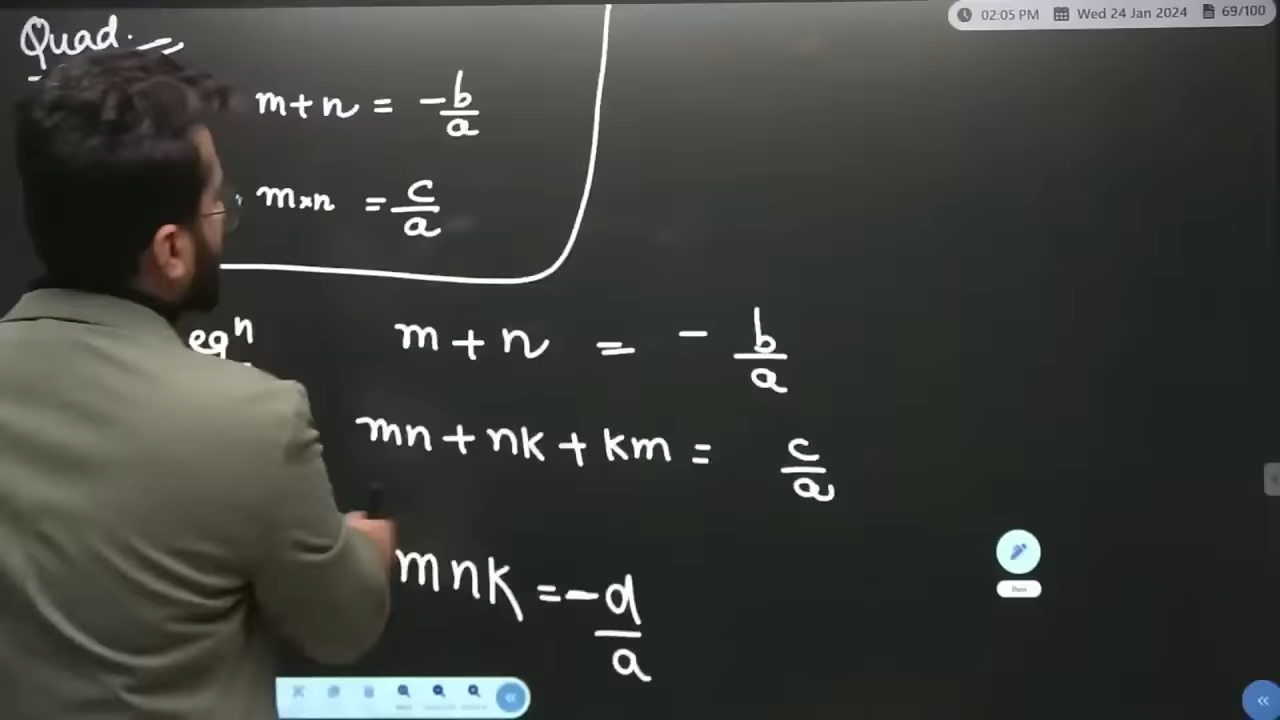 02:05 PM Wed 24 Jan 2024 69/100
Quad.
m+n = -b/a
m×n = c/a
eqⁿ
m+n = - b/a
mn+nk+km = c/a
mnk = -d/a